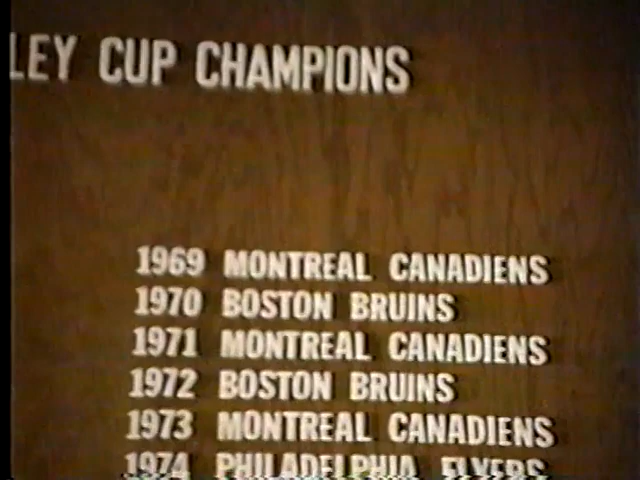 LEY CUP CHAMPIONS
1969 MONTREAL CANADIENS
1970 BOSTON BRUINS
1971 MONTREAL CANADIENS
1972 BOSTON BRUINS
1973 MONTREAL CANADIENS
1974 PHILADELPHIA FLYERS